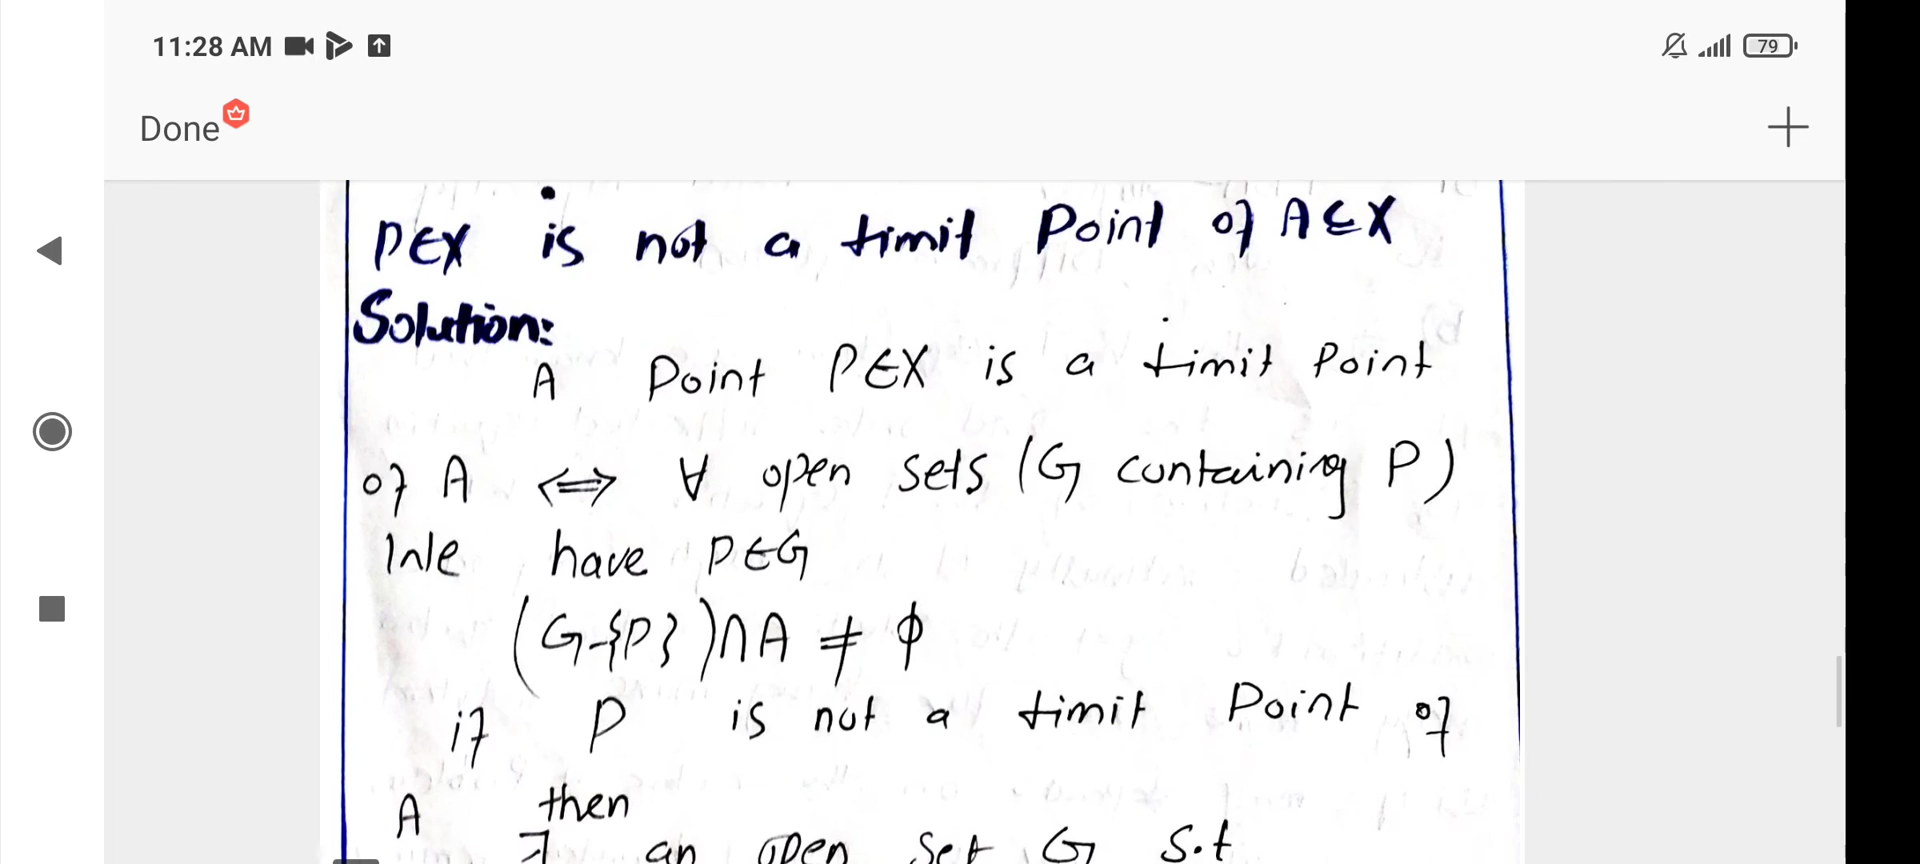 11:28 AM
79
Done
PEX is not a limit Point of A⊆X
Solution:
A Point P∈X is a limit Point
of A ⟺ ∀ open sets (G containing P)
We have P∈G
(G-{P})∩A ≠ ϕ
if P is not a limit Point of
A then
∃ an open set G s.t